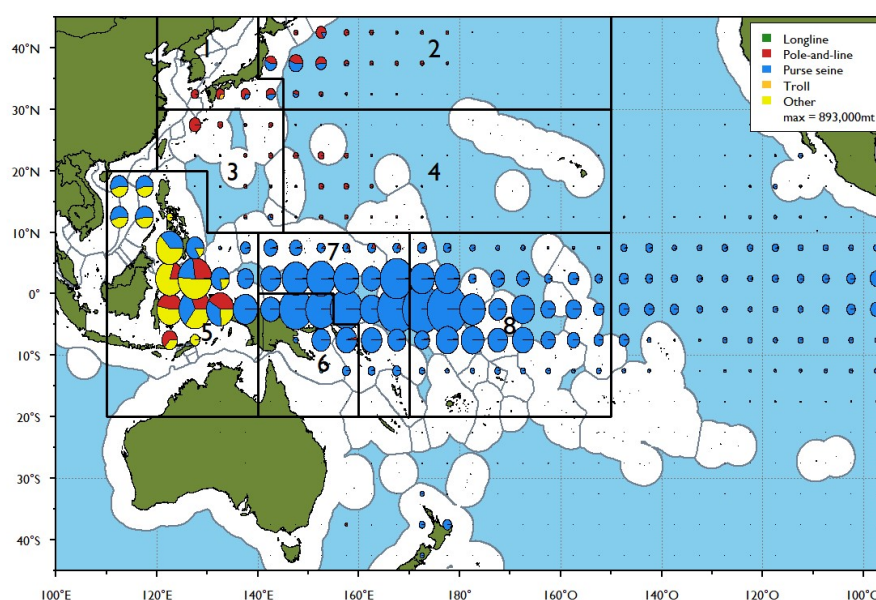 40°N
30°N
20°N
10°N
0°
10°S
20°S
30°S
40°S
1
2
3
4
7
5
8
6
Longline
Pole-and-line
Purse seine
Troll
Other
max = 893,000mt
100°E
120°E
140°E
160°E
180°
160°O
140°O
120°O
100°O